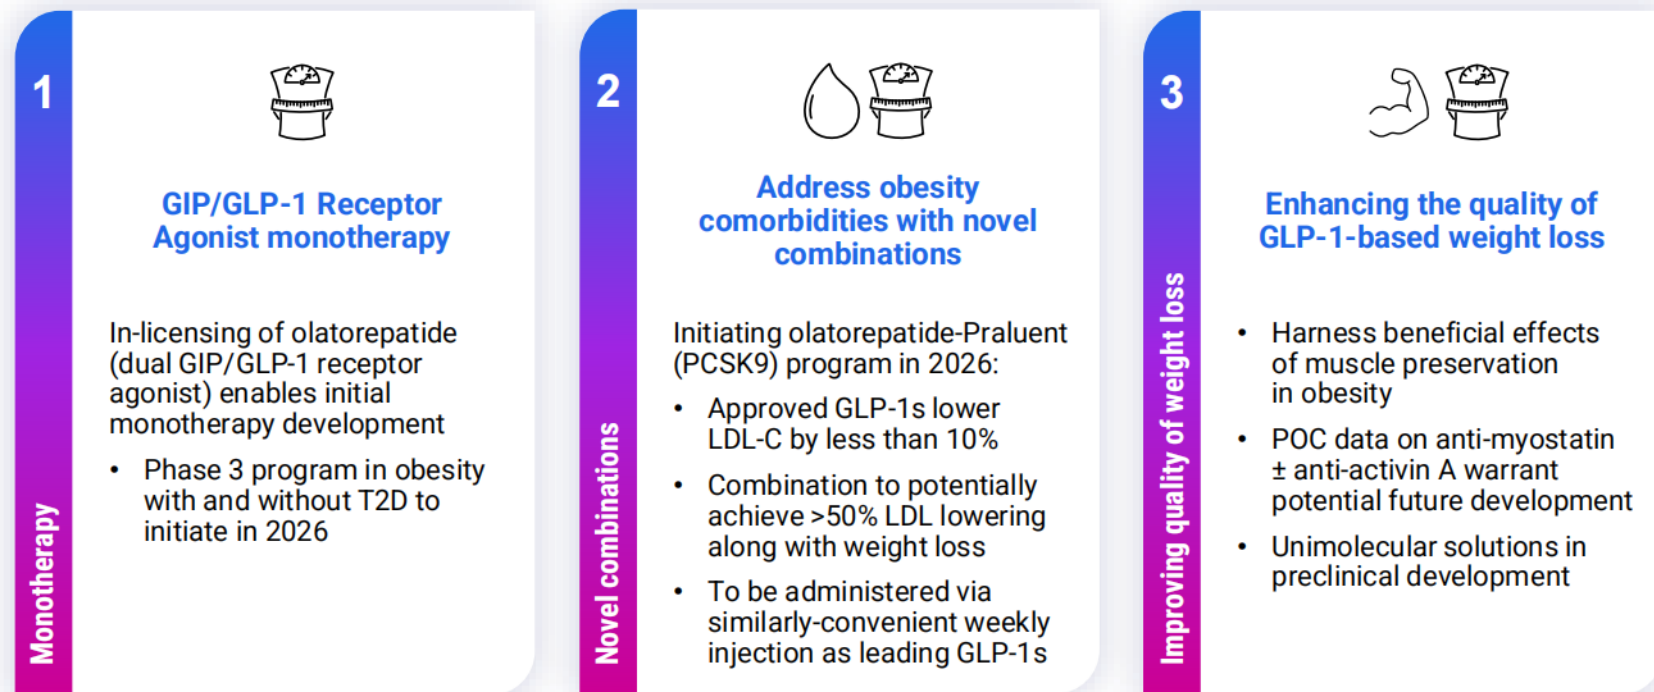 1
Monotherapy
GIP/GLP-1 Receptor
Agonist monotherapy
In-licensing of olatorepatide
(dual GIP/GLP-1 receptor
agonist) enables initial
monotherapy development
• Phase 3 program in obesity
with and without T2D to
initiate in 2026
2
Novel combinations
Address obesity
comorbidities with novel
combinations
Initiating olatorepatide-Praluent
(PCSK9) program in 2026:
• Approved GLP-1s lower
LDL-C by less than 10%
• Combination to potentially
achieve >50% LDL lowering
along with weight loss
• To be administered via
similarly-convenient weekly
injection as leading GLP-1s
3
Improving quality of weight loss
Enhancing the quality of
GLP-1-based weight loss
• Harness beneficial effects
of muscle preservation
in obesity
• POC data on anti-myostatin
± anti-activin A warrant
potential future development
• Unimolecular solutions in
preclinical development